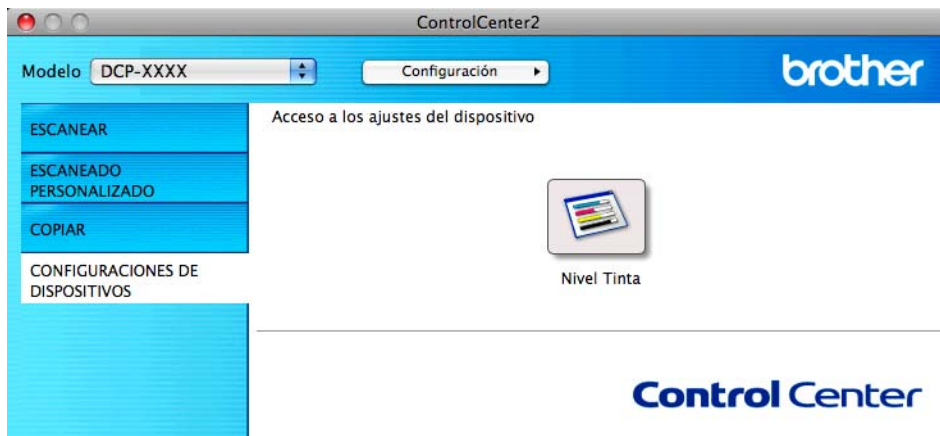 ControlCenter2
Modelo DCP-XXXX Configuración brother
ESCANEAR
ESCANEADO
PERSONALIZADO
COPIAR
CONFIGURACIONES DE
DISPOSITIVOS
Acceso a los ajustes del dispositivo
Nivel Tinta
Control Center